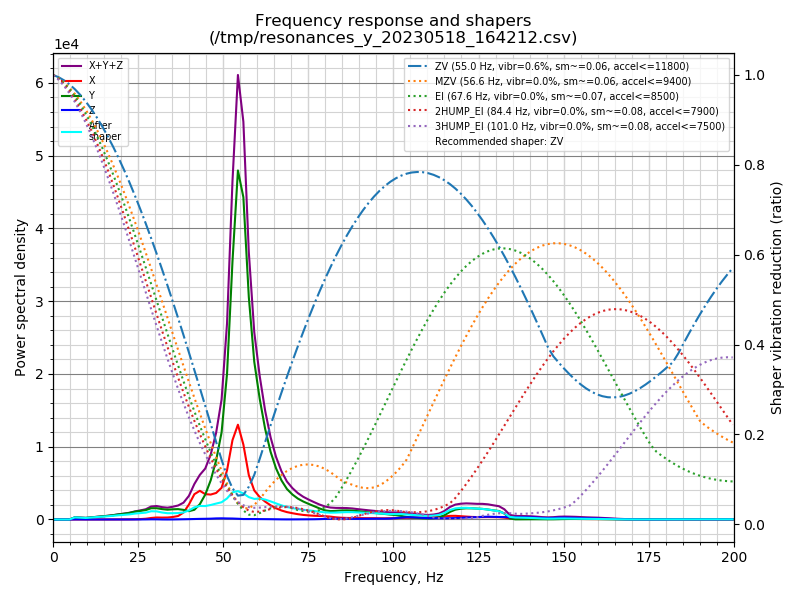 Frequency response and shapers
(/tmp/resonances_y_20230518_164212.csv)
1e4
X+Y+Z
X
Y
Z
After
shaper
ZV (55.0 Hz, vibr=0.6%, sm~=0.06, accel<=11800)
MZV (56.6 Hz, vibr=0.0%, sm~=0.06, accel<=9400)
EI (67.6 Hz, vibr=0.0%, sm~=0.07, accel<=8500)
2HUMP_EI (84.4 Hz, vibr=0.0%, sm~=0.08, accel<=7900)
3HUMP_EI (101.0 Hz, vibr=0.0%, sm~=0.08, accel<=7500)
Recommended shaper: ZV
Power spectral density
6
5
4
3
2
1
0
1.0
0.8
0.6
0.4
0.2
0.0
Shaper vibration reduction (ratio)
0 25 50 75 100 125 150 175 200
Frequency, Hz